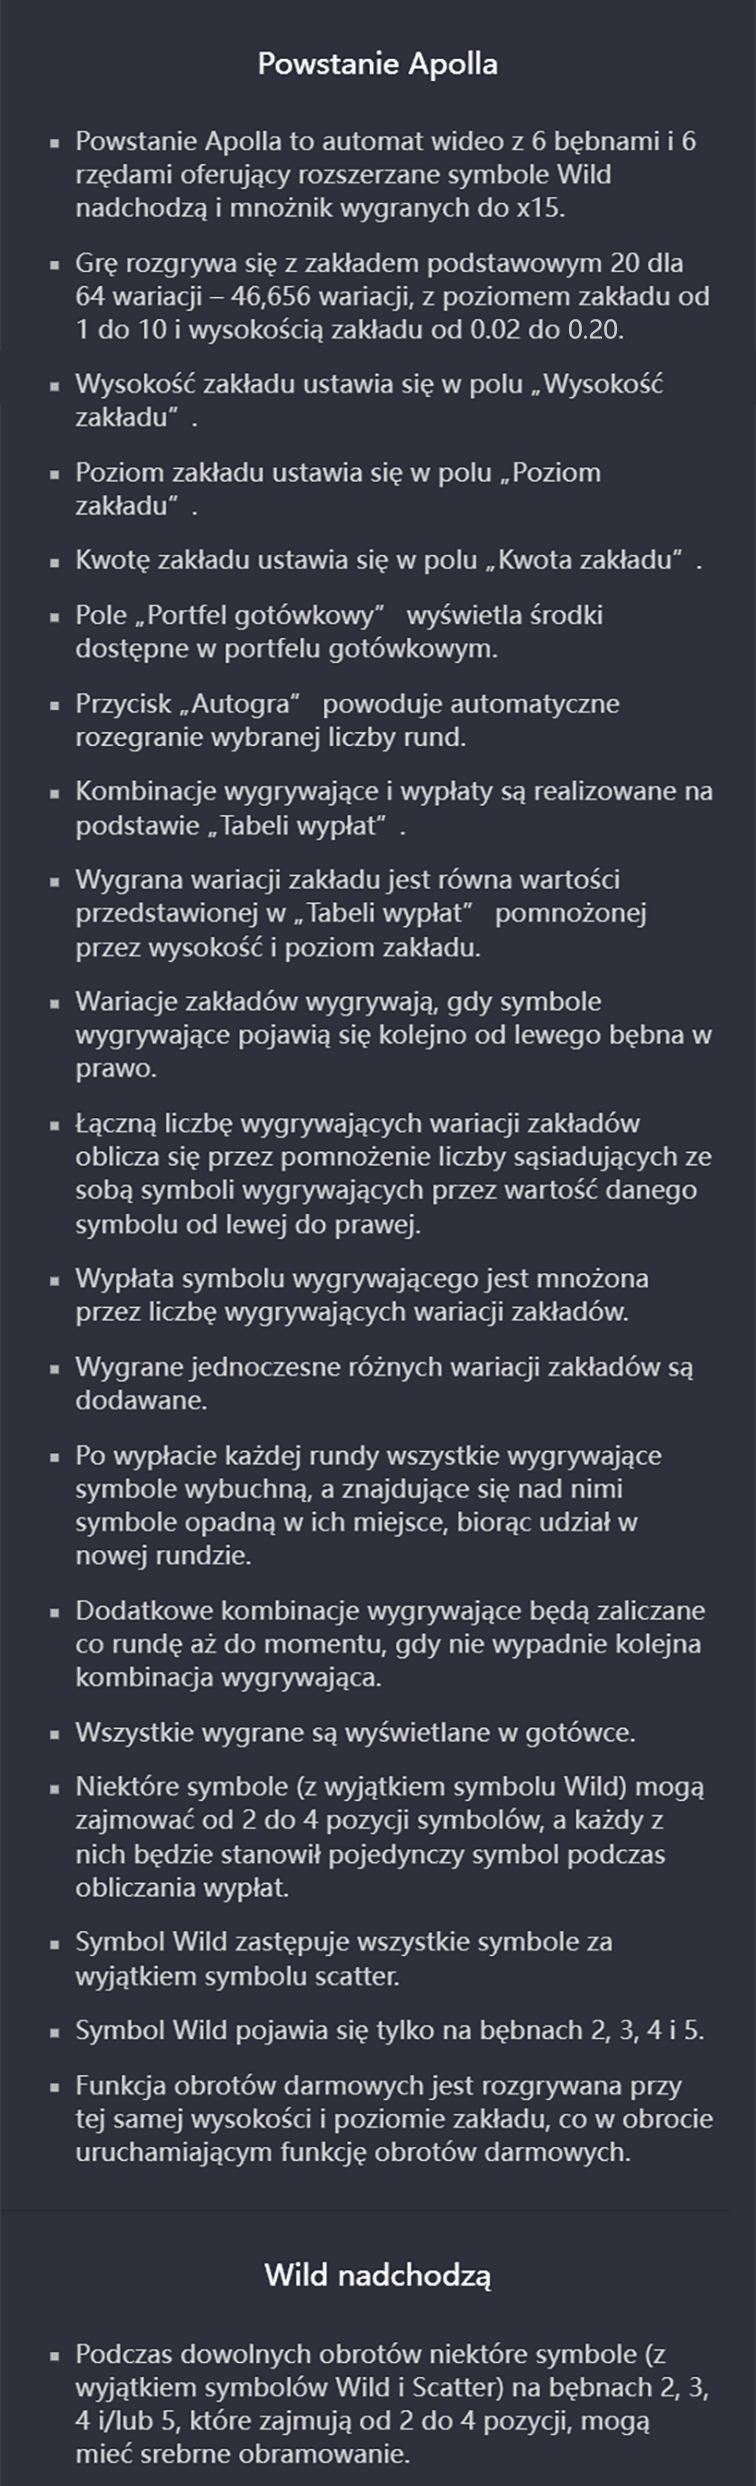 Powstanie Apolla
▪ Powstanie Apolla to automat wideo z 6 bębnami i 6
rzędami oferujący rozszerzane symbole Wild
nadchodzą i mnożnik wygranych do x15.
▪ Grę rozgrywa się z zakładem podstawowym 20 dla
64 wariacji – 46,656 wariacji, z poziomem zakładu od
1 do 10 i wysokością zakładu od 0.02 do 0.20.
▪ Wysokość zakładu ustawia się w polu „Wysokość
zakładu” .
▪ Poziom zakładu ustawia się w polu „Poziom
zakładu” .
▪ Kwotę zakładu ustawia się w polu „Kwota zakładu” .
▪ Pole „Portfel gotówkowy” wyświetla środki
dostępne w portfelu gotówkowym.
▪ Przycisk „Autogra” powoduje automatyczne
rozegranie wybranej liczby rund.
▪ Kombinacje wygrywające i wypłaty są realizowane na
podstawie „Tabeli wypłat” .
▪ Wygrana wariacji zakładu jest równa wartości
przedstawionej w „Tabeli wypłat” pomnożonej
przez wysokość i poziom zakładu.
▪ Wariacje zakładów wygrywają, gdy symbole
wygrywające pojawią się kolejno od lewego bębna w
prawo.
▪ Łączną liczbę wygrywających wariacji zakładów
oblicza się przez pomnożenie liczby sąsiadujących ze
sobą symboli wygrywających przez wartość danego
symbolu od lewej do prawej.
▪ Wypłata symbolu wygrywającego jest mnożona
przez liczbę wygrywających wariacji zakładów.
▪ Wygrane jednoczesne różnych wariacji zakładów są
dodawane.
▪ Po wypłacie każdej rundy wszystkie wygrywające
symbole wybuchną, a znajdujące się nad nimi
symbole opadną w ich miejsce, biorąc udział w
nowej rundzie.
▪ Dodatkowe kombinacje wygrywające będą zaliczane
co rundę aż do momentu, gdy nie wypadnie kolejna
kombinacja wygrywająca.
▪ Wszystkie wygrane są wyświetlane w gotówce.
▪ Niektóre symbole (z wyjątkiem symbolu Wild) mogą
zajmować od 2 do 4 pozycji symbolów, a każdy z
nich będzie stanowił pojedynczy symbol podczas
obliczania wypłat.
▪ Symbol Wild zastępuje wszystkie symbole za
wyjątkiem symbolu scatter.
▪ Symbol Wild pojawia się tylko na bębnach 2, 3, 4 i 5.
▪ Funkcja obrotów darmowych jest rozgrywana przy
tej samej wysokości i poziomie zakładu, co w obrocie
uruchamiającym funkcję obrotów darmowych.
Wild nadchodzą
▪ Podczas dowolnych obrotów niektóre symbole (z
wyjątkiem symbolów Wild i Scatter) na bębnach 2, 3,
4 i/lub 5, które zajmują od 2 do 4 pozycji, mogą
mieć srebrne obramowanie.